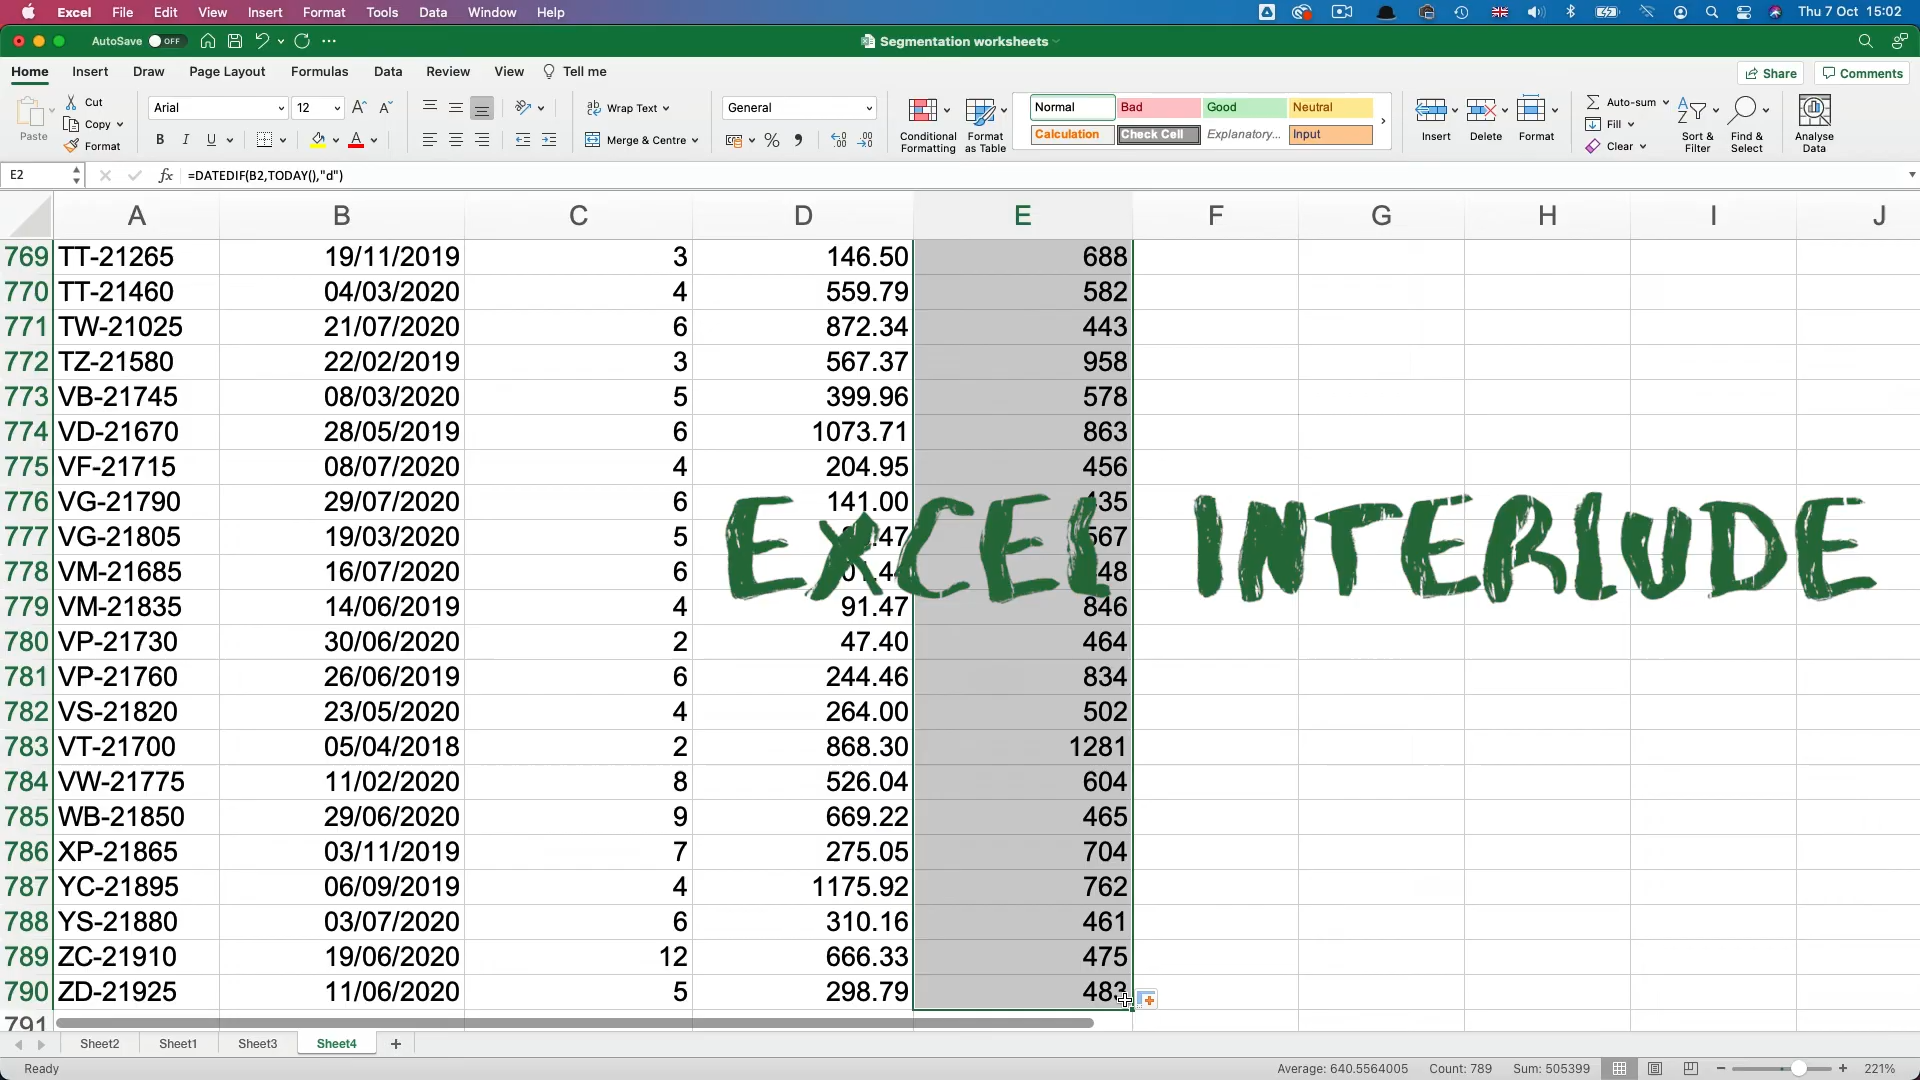 Excel File Edit View Insert Format Tools Data Window Help Thu 7 Oct 15:02
AutoSave OFF Segmentation worksheets
Home Insert Draw Page Layout Formulas Data Review View Tell me Share Comments
Paste Cut Copy Format
Arial 12
B I U
Wrap Text
Merge & Centre
General
Conditional Formatting
Format as Table
Normal Bad Good Neutral
Calculation Check Cell Explanatory... Input
Insert Delete Format
Auto-sum
Fill
Clear
Sort & Filter
Find & Select
Analyse Data
E2 fx =DATEDIF(B2,TODAY(),"d")
A B C D E F G H I J
769 TT-21265 19/11/2019 3 146.50 688
770 TT-21460 04/03/2020 4 559.79 582
771 TW-21025 21/07/2020 6 872.34 443
772 TZ-21580 22/02/2019 3 567.37 958
773 VB-21745 08/03/2020 5 399.96 578
774 VD-21670 28/05/2019 6 1073.71 863
775 VF-21715 08/07/2020 4 204.95 456
776 VG-21790 29/07/2020 6 141.00 435
777 VG-21805 19/03/2020 5 567
EXCEL INTERLUDE
778 VM-21685 16/07/2020 6
779 VM-21835 14/06/2019 4 91.47 846
780 VP-21730 30/06/2020 2 47.40 464
781 VP-21760 26/06/2019 6 244.46 834
782 VS-21820 23/05/2020 4 264.00 502
783 VT-21700 05/04/2018 2 868.30 1281
784 VW-21775 11/02/2020 8 526.04 604
785 WB-21850 29/06/2020 9 669.22 465
786 XP-21865 03/11/2019 7 275.05 704
787 YC-21895 06/09/2019 4 1175.92 762
788 YS-21880 03/07/2020 6 310.16 461
789 ZC-21910 19/06/2020 12 666.33 475
790 ZD-21925 11/06/2020 5 298.79 483
791
Sheet2 Sheet1 Sheet3 Sheet4
Ready Average: 640.5564005 Count: 789 Sum: 505399 221%